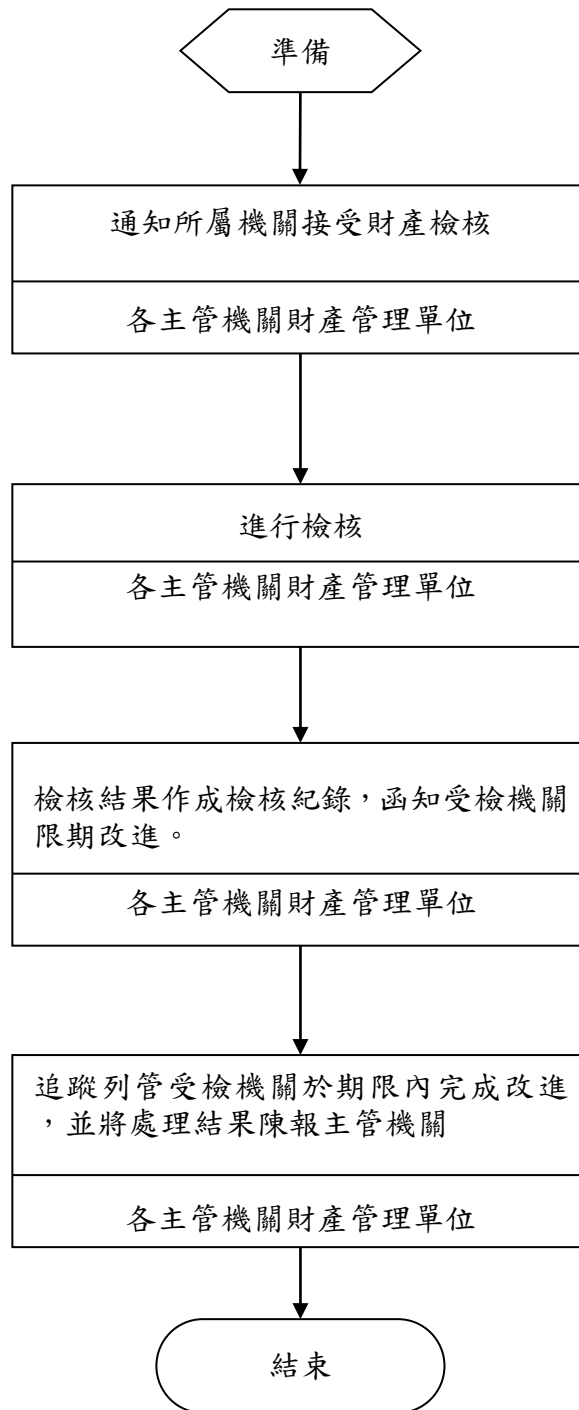 準備
通知所屬機關接受財產檢核
各主管機關財產管理單位
進行檢核
各主管機關財產管理單位
檢核結果作成檢核紀錄，函知受檢機關
限期改進。
各主管機關財產管理單位
追蹤列管受檢機關於期限內完成改進
，並將處理結果陳報主管機關
各主管機關財產管理單位
結束